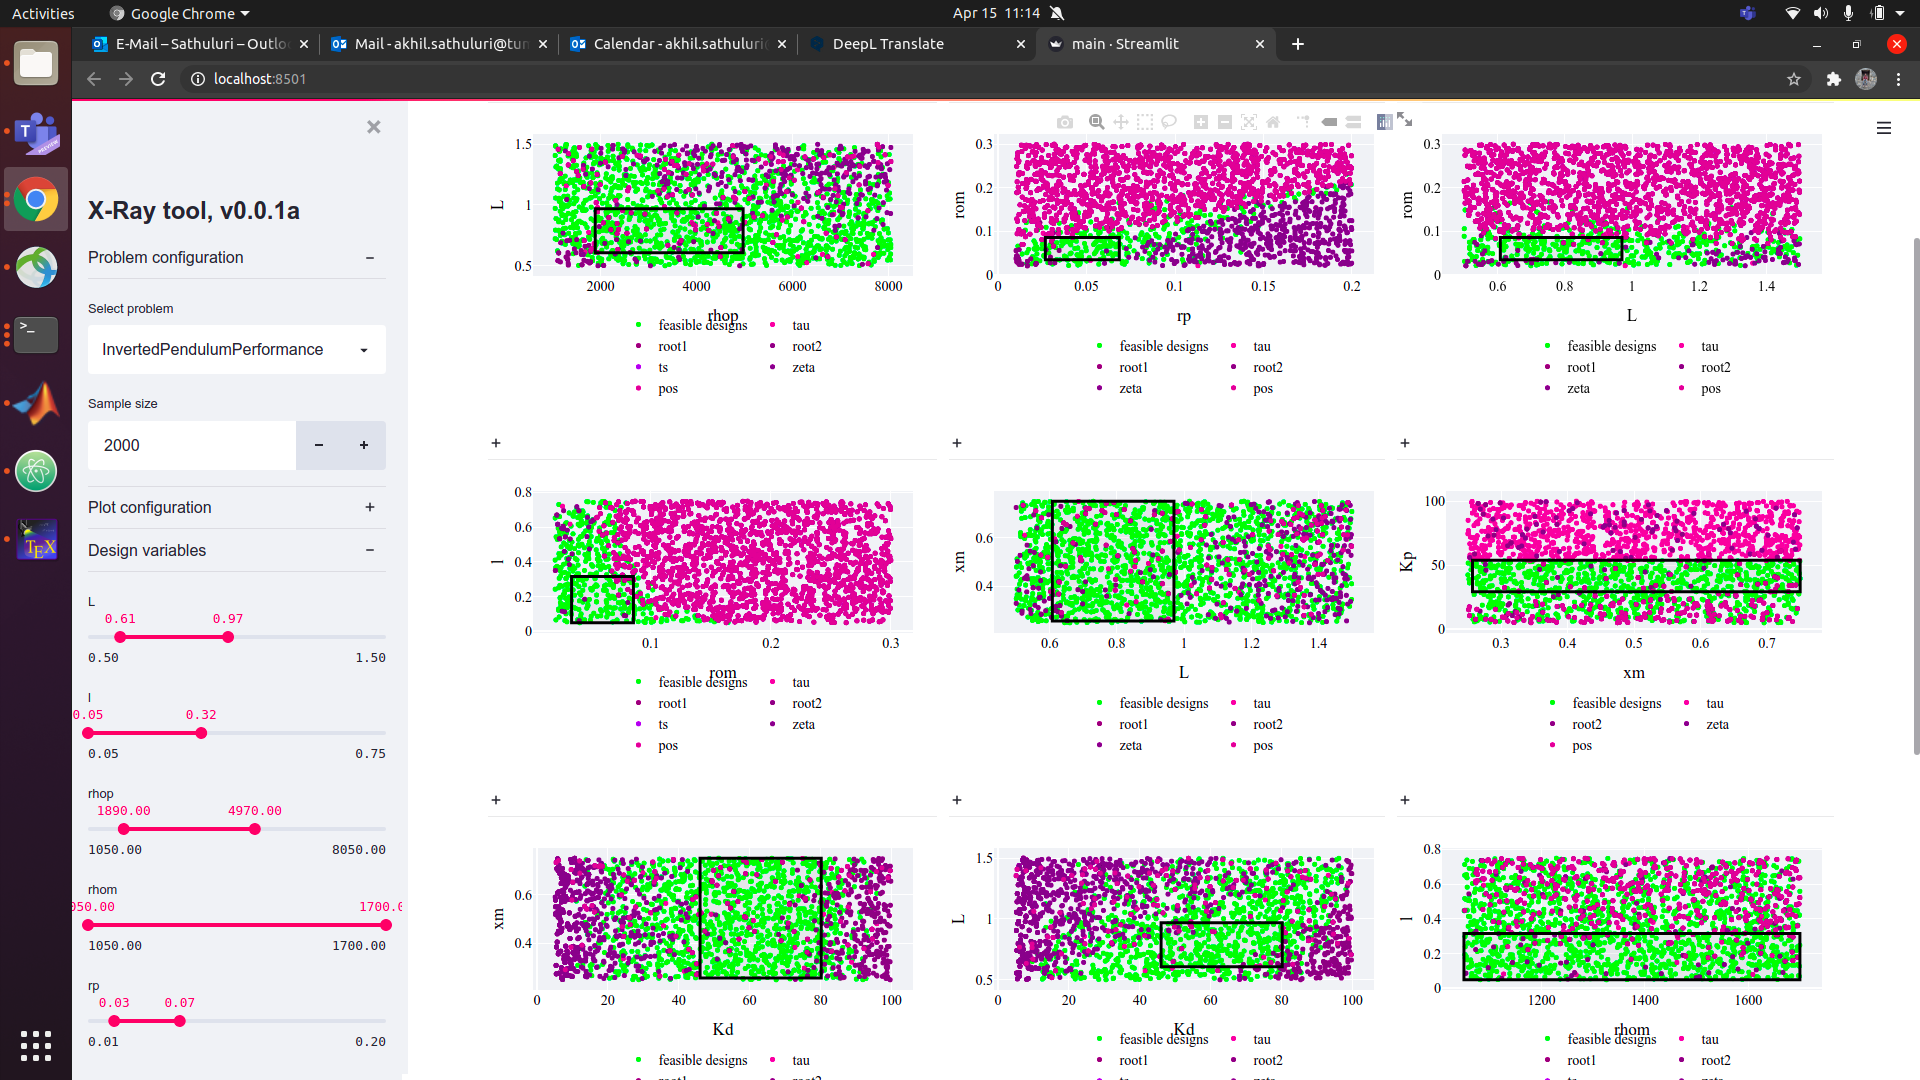 Activities
Google Chrome
Apr 15 11:14
E-Mail – Sathuluri – Outlo
Mail - akhil.sathuluri@tum
Calendar - akhil.sathuluri
DeepL Translate
main · Streamlit
localhost:8501
X-Ray tool, v0.0.1a
Problem configuration
Select problem
InvertedPendulumPerformance
Sample size
2000
Plot configuration
Design variables
L
0.61 0.97
0.50 1.50
l
0.05 0.32
0.05 0.75
rhop
1890.00 4970.00
1050.00 8050.00
rhom
050.00 1700.0
1050.00 1700.00
rp
0.03 0.07
0.01 0.20
1.5
L
1
0.5
2000 4000 6000 8000
rhop
feasible designs tau
root1 root2
ts zeta
pos
0.3
0.2
rom
0.1
0
0 0.05 0.1 0.15 0.2
rp
feasible designs tau
root1 root2
zeta pos
0.3
0.2
rom
0.1
0
0.6 0.8 1 1.2 1.4
L
feasible designs tau
root1 root2
zeta pos
+ + +
0.8
0.6
l
0.4
0.2
0
0.1 0.2 0.3
rom
feasible designs tau
root1 root2
ts zeta
pos
0.6
xm
0.4
0.6 0.8 1 1.2 1.4
L
feasible designs tau
root1 root2
zeta pos
100
Kp
50
0
0.3 0.4 0.5 0.6 0.7
xm
feasible designs tau
root2 zeta
pos
+ + +
0.6
xm
0.4
0 20 40 60 80 100
Kd
feasible designs tau
root1 root2
1.5
L
1
0.5
0 20 40 60 80 100
Kd
feasible designs tau
root1 root2
ts zeta
0.8
0.6
l
0.4
0.2
0
1200 1400 1600
rhom
feasible designs tau
root1 root2
ts zeta